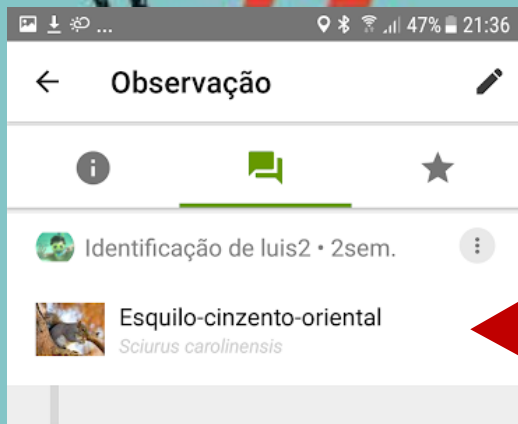 ... 47% 21:36
Observação
Identificação de luis2 • 2sem.
Esquilo-cinzento-oriental
Sciurus carolinensis